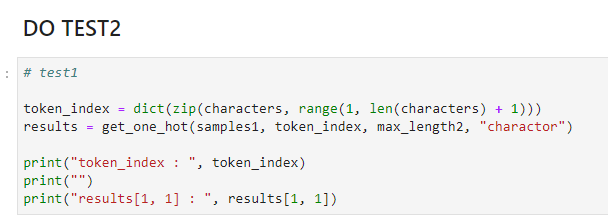 DO TEST2
: # test1
token_index = dict(zip(characters, range(1, len(characters) + 1)))
results = get_one_hot(samples1, token_index, max_length2, "charactor")
print("token_index : ", token_index)
print("")
print("results[1, 1] : ", results[1, 1])